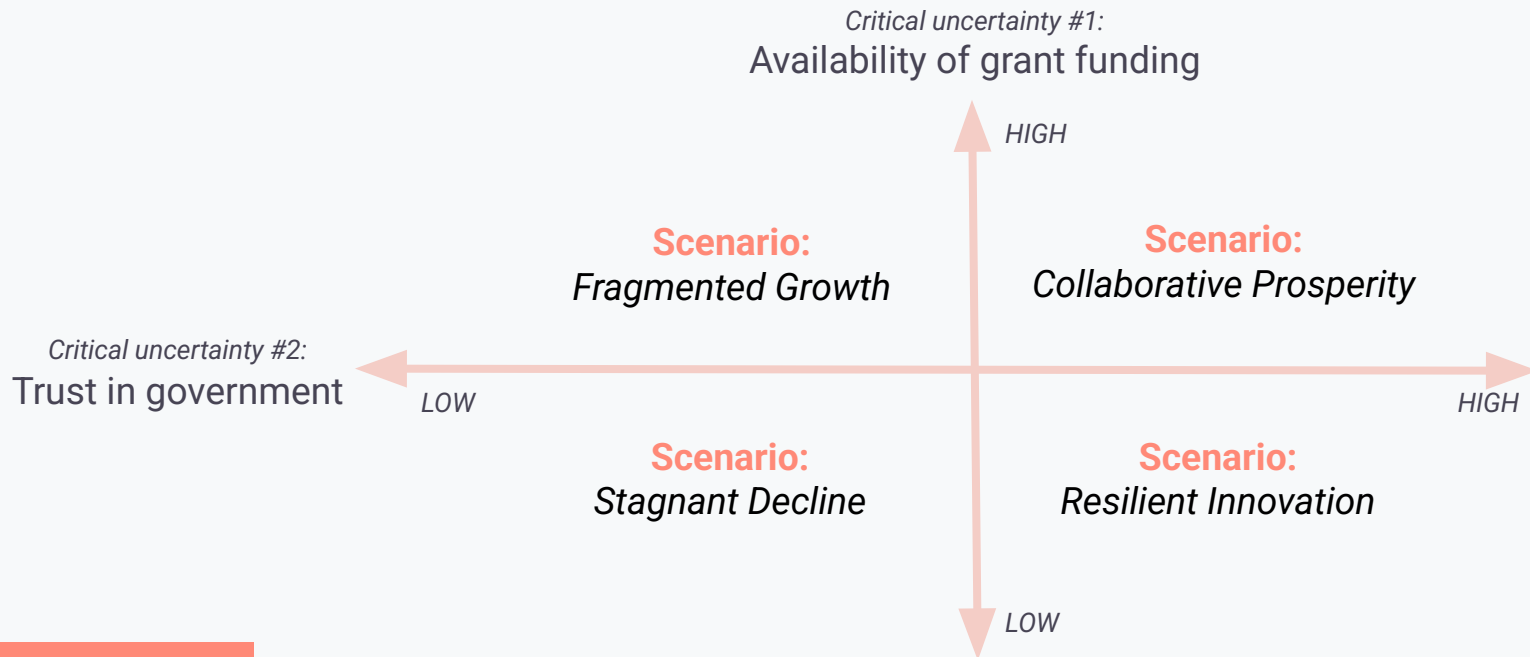 Critical uncertainty #1:
Availability of grant funding
HIGH
Scenario:
Fragmented Growth
Scenario:
Collaborative Prosperity
Critical uncertainty #2:
Trust in government
LOW
HIGH
Scenario:
Stagnant Decline
Scenario:
Resilient Innovation
LOW